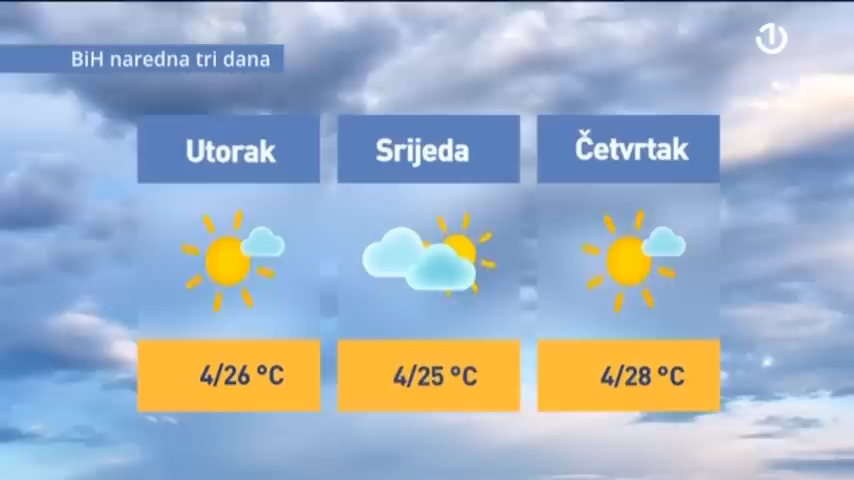 BiH naredna tri dana
Utorak
Srijeda
Četvrtak
4/26 °C
4/25 °C
4/28 °C